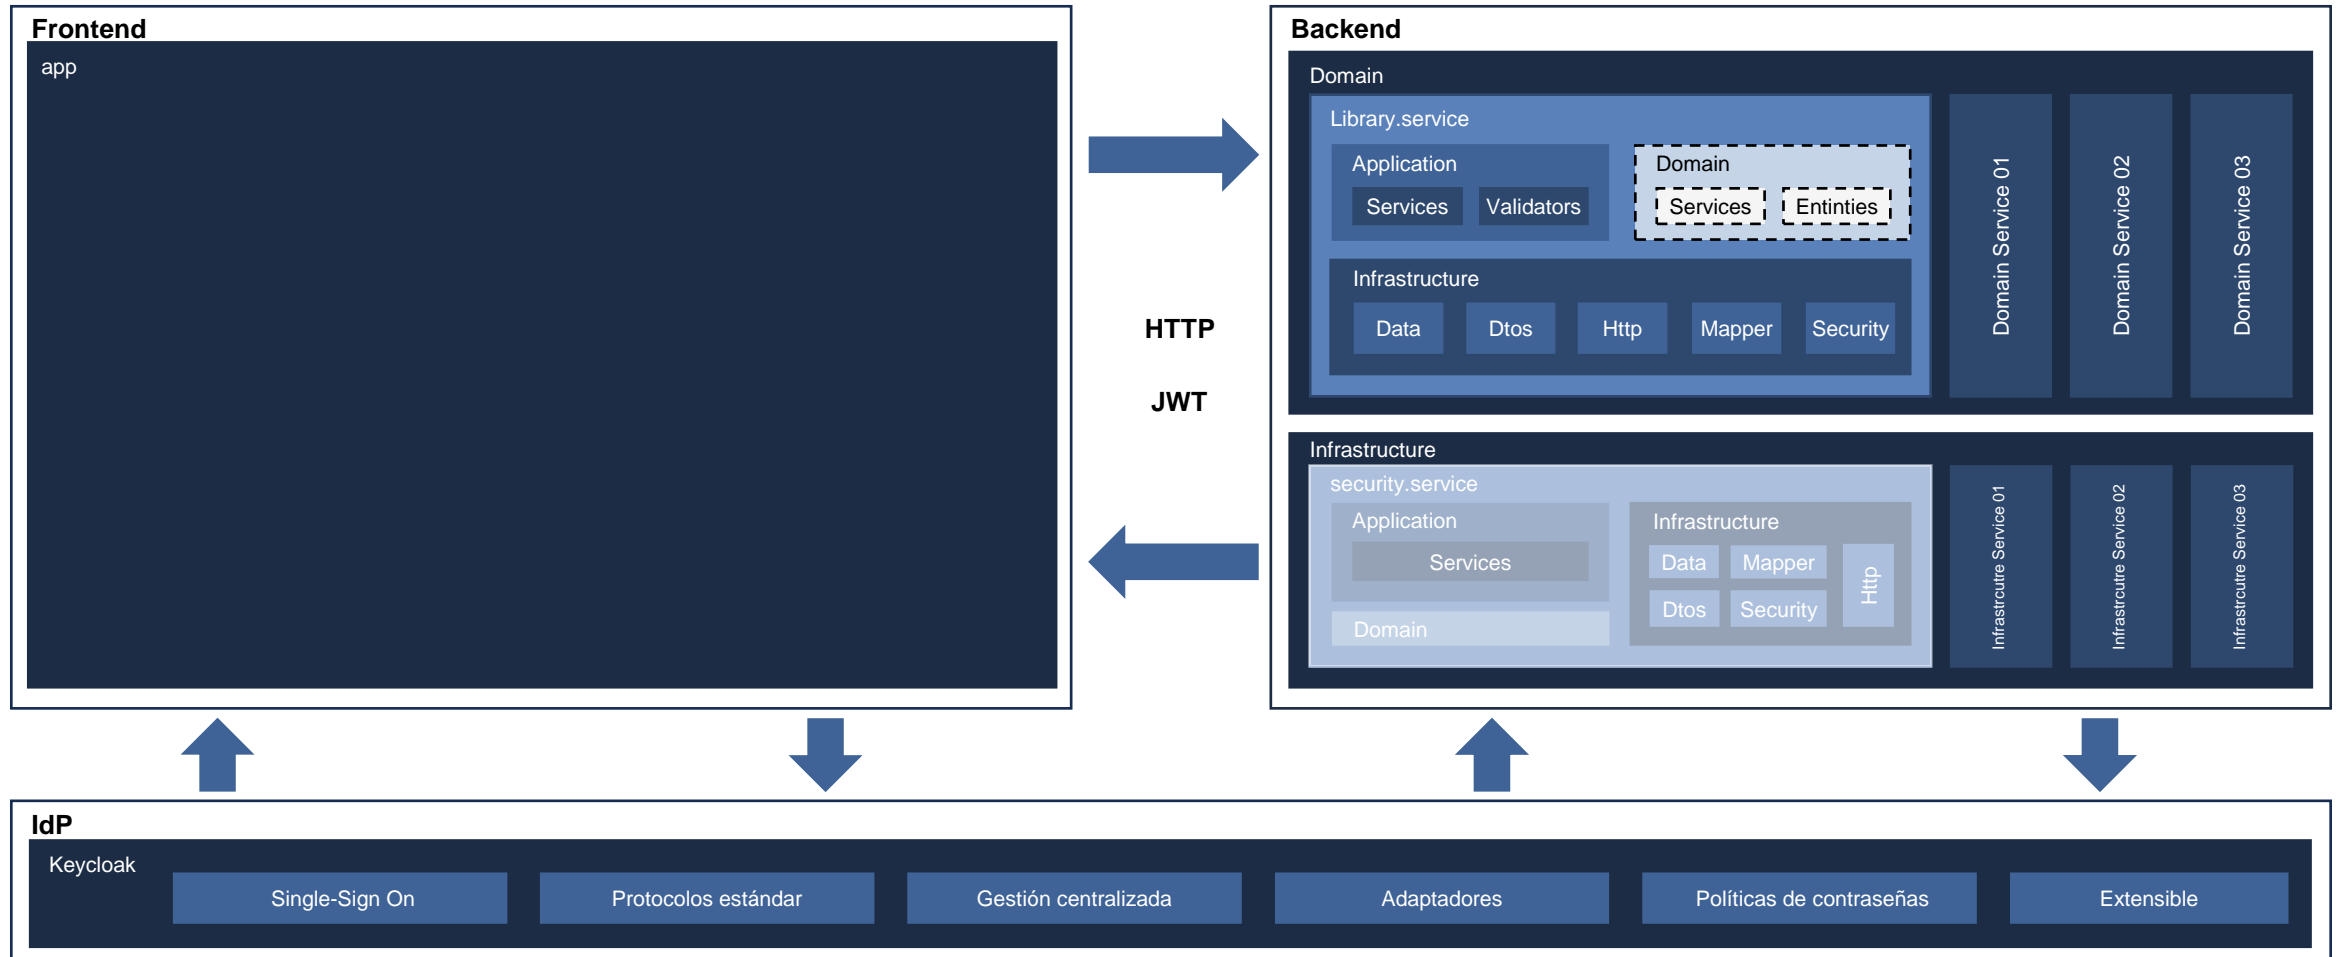 Frontend
app
HTTP
JWT
Backend
Domain
Library.service
Application
Services
Validators
Domain
Services
Entinties
Infrastructure
Data
Dtos
Http
Mapper
Security
Domain Service 01
Domain Service 02
Domain Service 03
Infrastructure
security.service
Application
Services
Domain
Infrastructure
Data
Mapper
Dtos
Security
Http
Infrastrcutre Service 01
Infrastrcutre Service 02
Infrastrcutre Service 03
IdP
Keycloak
Single-Sign On
Protocolos estándar
Gestión centralizada
Adaptadores
Políticas de contraseñas
Extensible